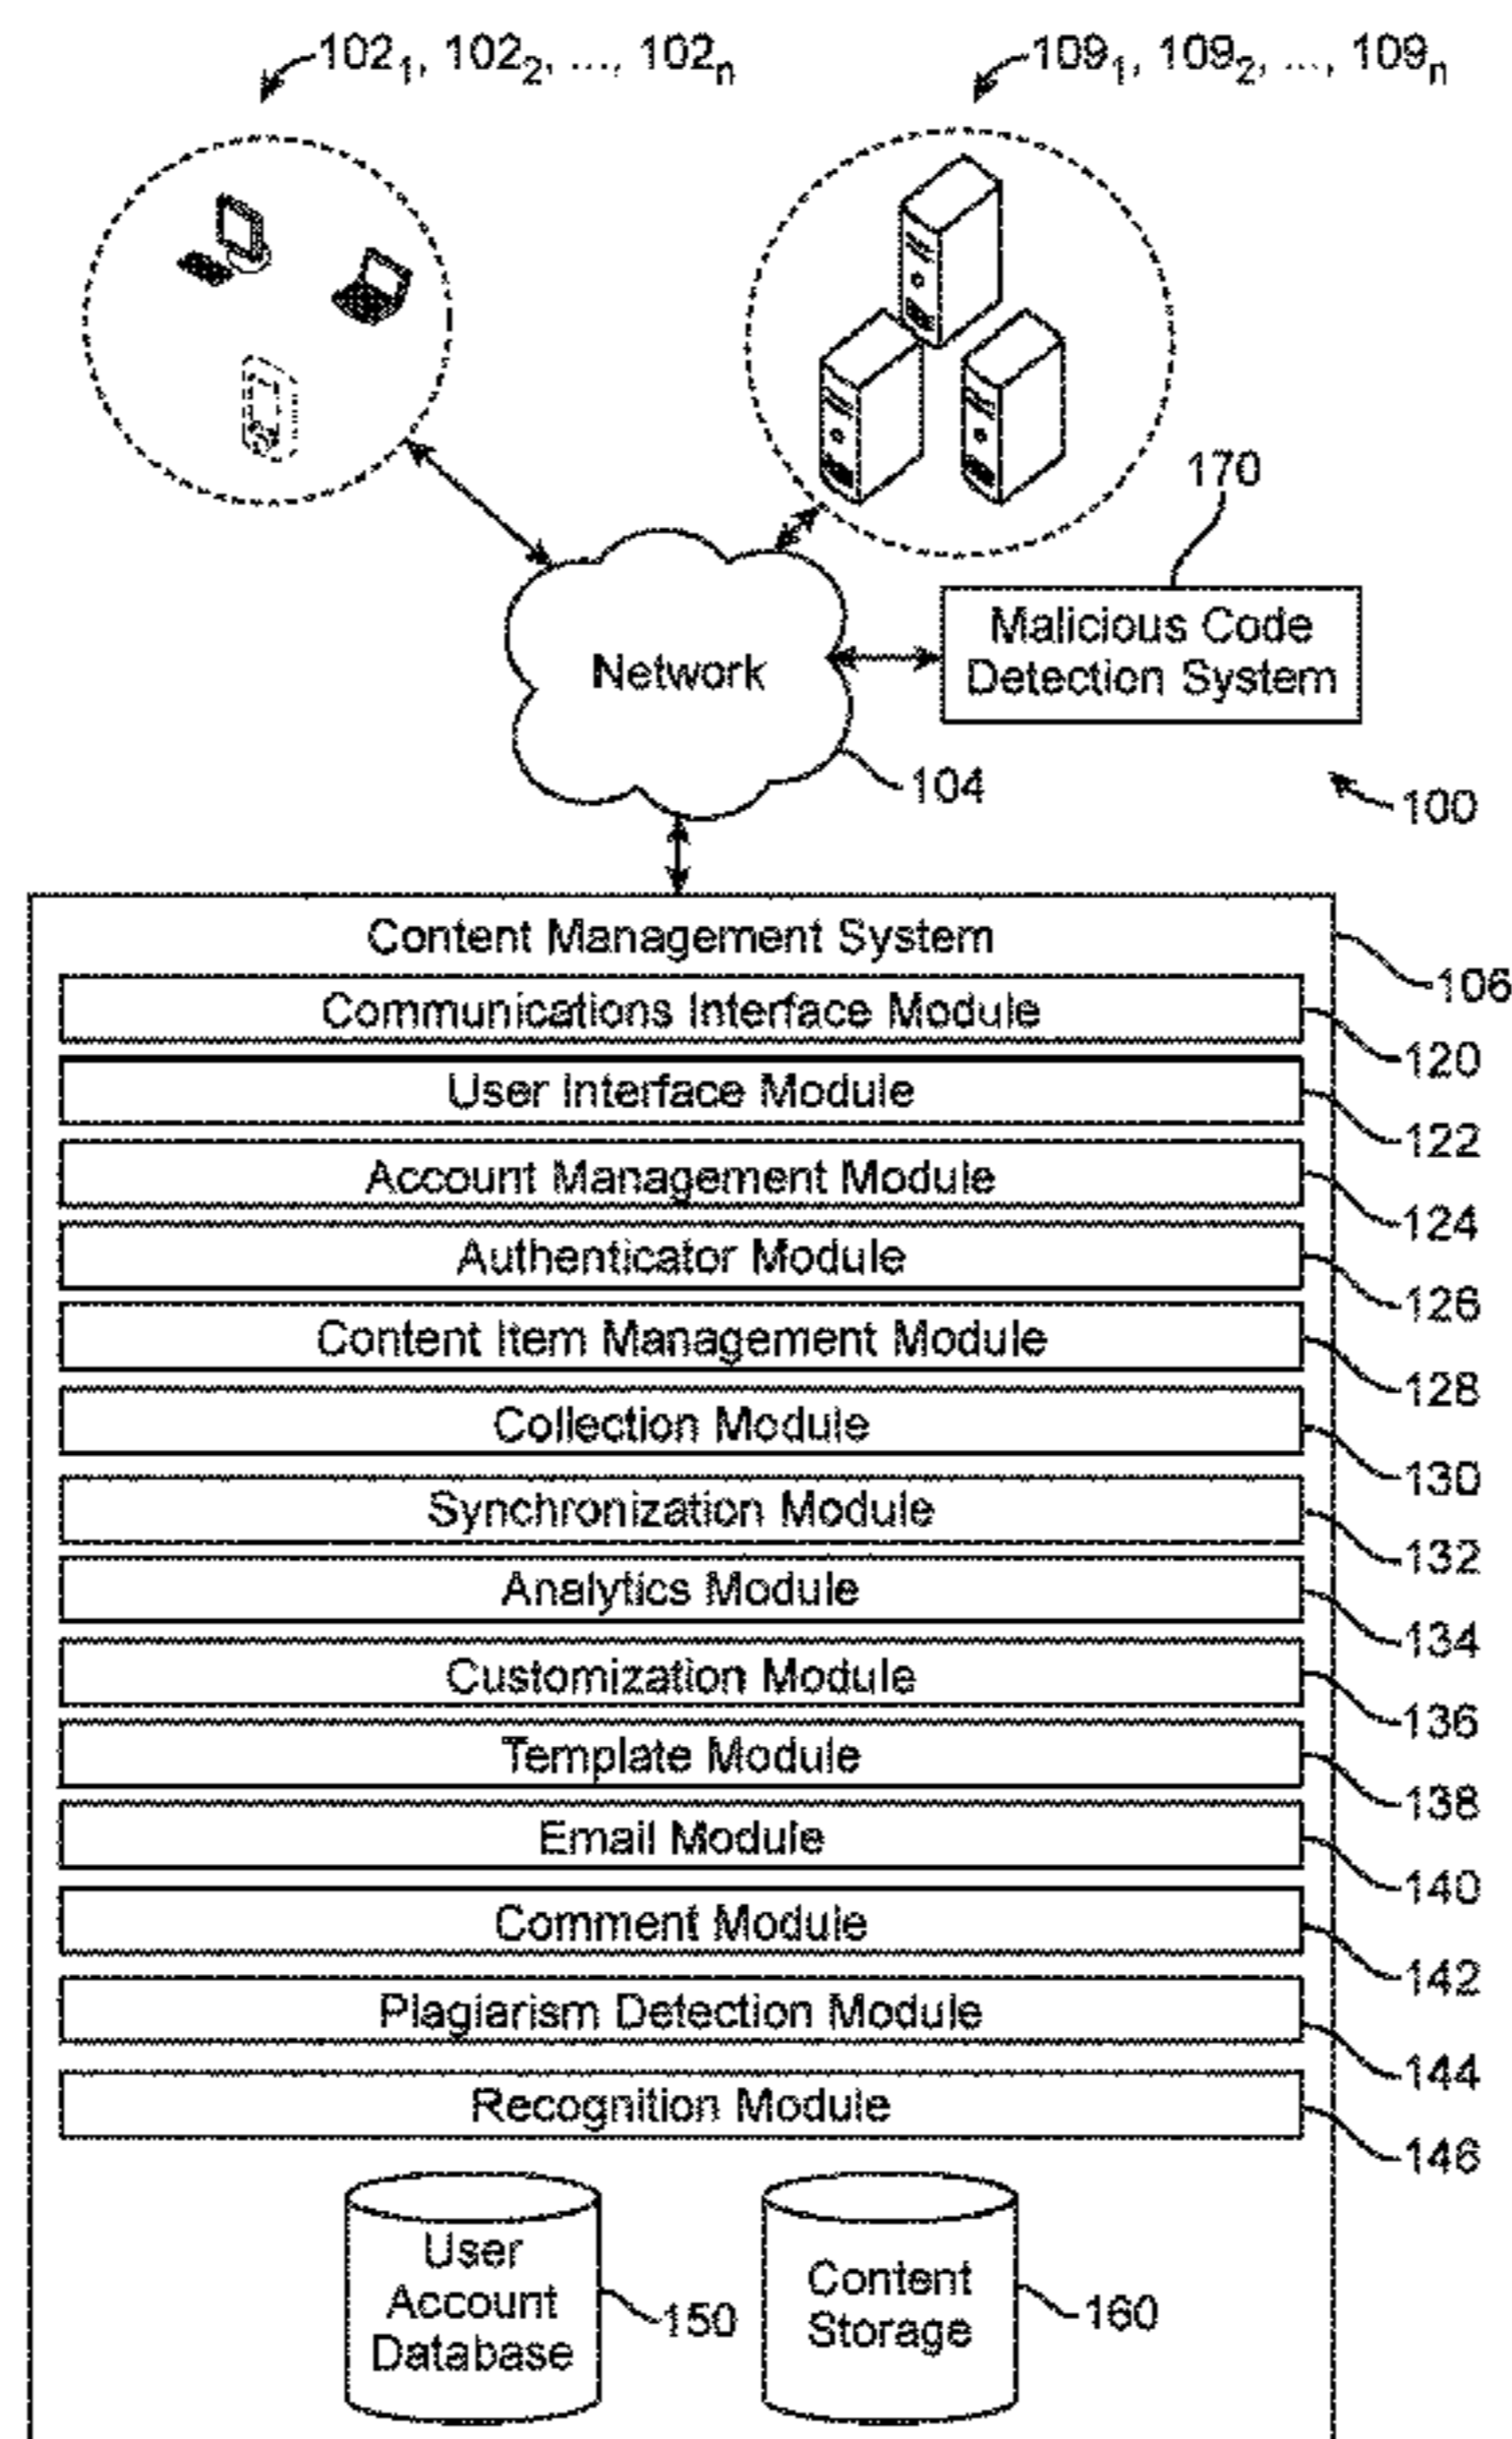 102₁, 102₂, ..., 102ₙ
109₁, 109₂, ..., 109ₙ
170
Malicious Code
Detection System
Network
104
100
Content Management System
106
Communications Interface Module
120
User Interface Module
122
Account Management Module
124
Authenticator Module
126
Content Item Management Module
128
Collection Module
130
Synchronization Module
132
Analytics Module
134
Customization Module
136
Template Module
138
Email Module
140
Comment Module
142
Plagiarism Detection Module
144
Recognition Module
146
User
Account
Database
150
Content
Storage
160